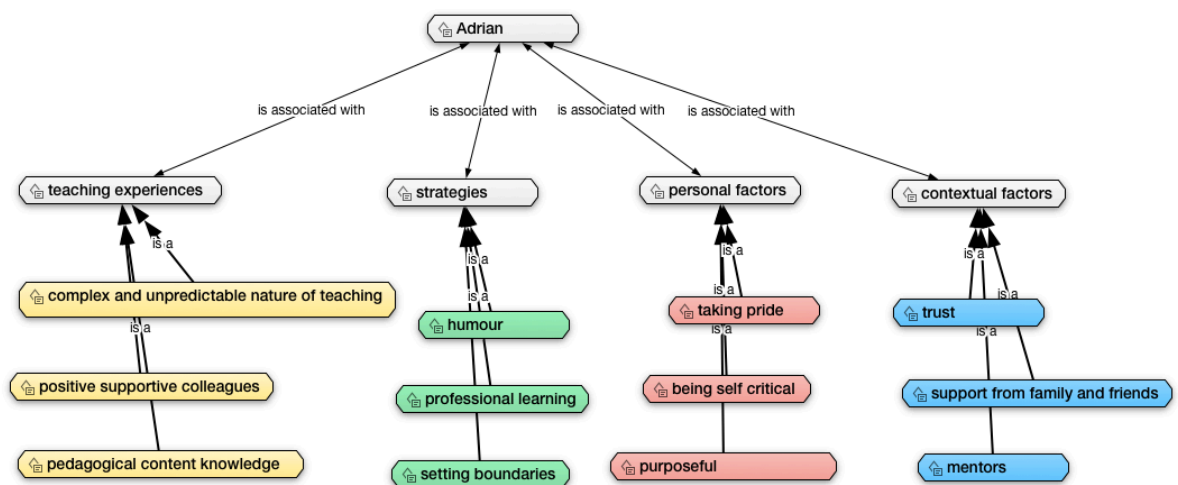 Adrian
is associated with
is associated with
is associated with
is associated with
teaching experiences
strategies
personal factors
contextual factors
is a
is a
is a
is a
is a
complex and unpredictable nature of teaching
is a
is a
taking pride
trust
humour
is a
is a
is a
positive supportive colleagues
being self critical
support from family and friends
professional learning
pedagogical content knowledge
purposeful
mentors
setting boundaries